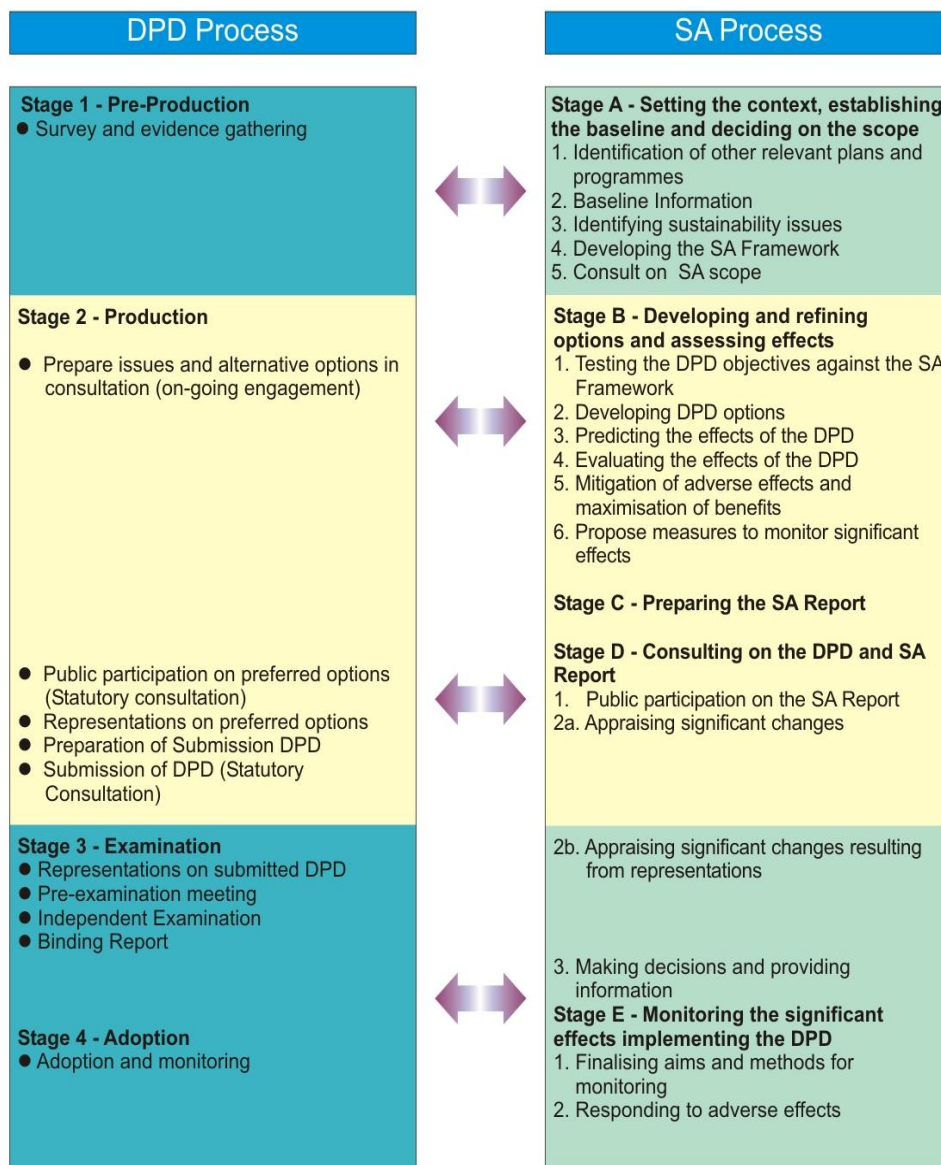 DPD Process
Stage 1 - Pre-Production
● Survey and evidence gathering
Stage 2 - Production
● Prepare issues and alternative options in
consultation (on-going engagement)
● Public participation on preferred options
(Statutory consultation)
● Representations on preferred options
● Preparation of Submission DPD
● Submission of DPD (Statutory
Consultation)
Stage 3 - Examination
● Representations on submitted DPD
● Pre-examination meeting
● Independent Examination
● Binding Report
Stage 4 - Adoption
● Adoption and monitoring
SA Process
Stage A - Setting the context, establishing
the baseline and deciding on the scope
1. Identification of other relevant plans and
programmes
2. Baseline Information
3. Identifying sustainability issues
4. Developing the SA Framework
5. Consult on SA scope
Stage B - Developing and refining
options and assessing effects
1. Testing the DPD objectives against the SA
Framework
2. Developing DPD options
3. Predicting the effects of the DPD
4. Evaluating the effects of the DPD
5. Mitigation of adverse effects and
maximisation of benefits
6. Propose measures to monitor significant
effects
Stage C - Preparing the SA Report
Stage D - Consulting on the DPD and SA
Report
1. Public participation on the SA Report
2a. Appraising significant changes
2b. Appraising significant changes resulting
from representations
3. Making decisions and providing
information
Stage E - Monitoring the significant
effects implementing the DPD
1. Finalising aims and methods for
monitoring
2. Responding to adverse effects